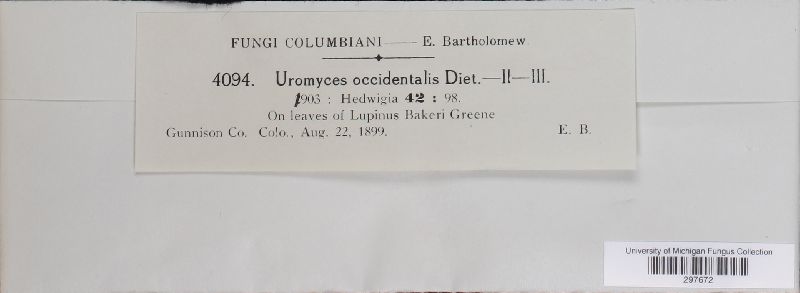 FUNGI COLUMBIANI — E. Bartholomew.
4094. Uromyces occidentalis Diet.—II—III.
1903 : Hedwigia 42 : 98.
On leaves of Lupinus Bakeri Greene
Gunnison Co. Colo., Aug. 22, 1899. E. B.
University of Michigan Fungus Collection
297672